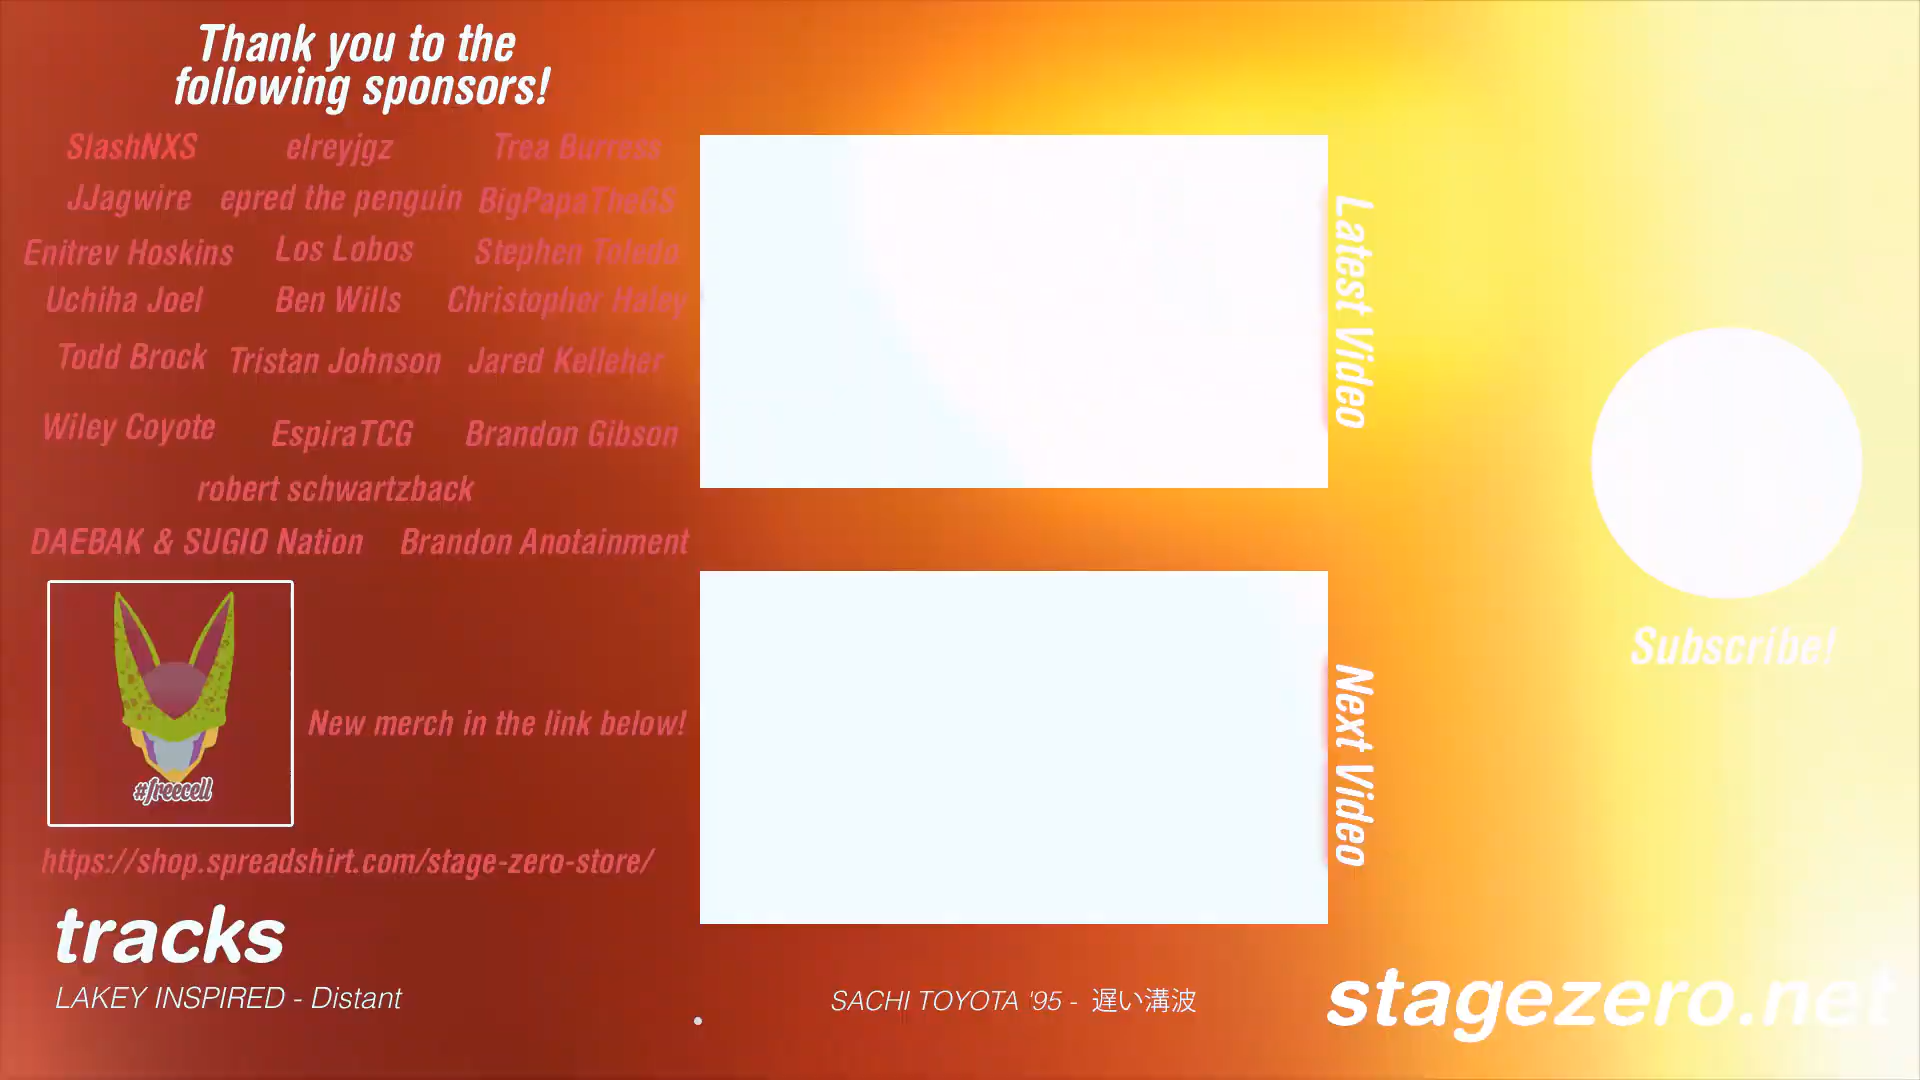 Thank you to the
following sponsors!
SlashNXS elreyjgz Trea Burress
JJagwire epred the penguin BigPapaTheGS
Enitrev Hoskins Los Lobos Stephen Toledo
Uchiha Joel Ben Wills Christopher Haley
Todd Brock Tristan Johnson Jared Kelleher
Wiley Coyote EspiraTCG Brandon Gibson
robert schwartzback
DAEBAK & SUGIO Nation Brandon Anotainment
#freecell
New merch in the link below!
https://shop.spreadshirt.com/stage-zero-store/
tracks
LAKEY INSPIRED - Distant
SACHI TOYOTA '95 - 遅い溝波
Latest Video
Next Video
Subscribe!
stagezero.net